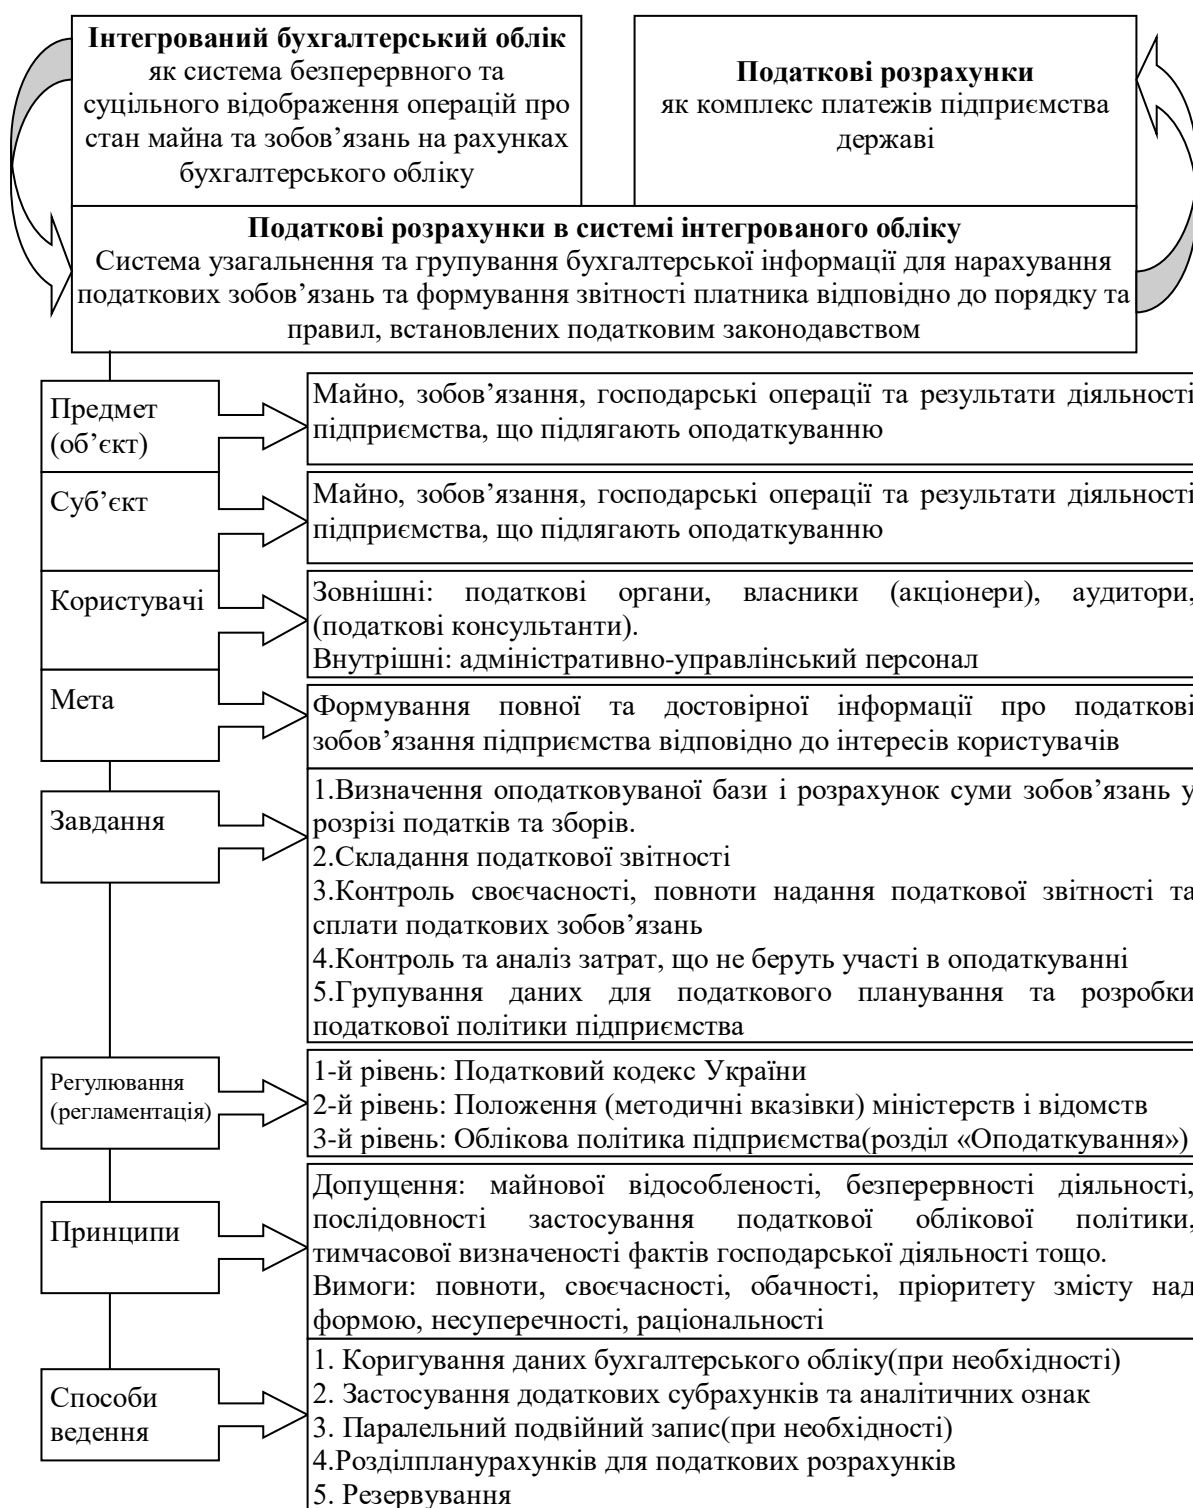 Інтегрований бухгалтерський облік
як система безперервного та
суцільного відображення операцій про
стан майна та зобов’язань на рахунках
бухгалтерського обліку
Податкові розрахунки
як комплекс платежів підприємства
державі
Податкові розрахунки в системі інтегрованого обліку
Система узагальнення та групування бухгалтерської інформації для нарахування
податкових зобов’язань та формування звітності платника відповідно до порядку та
правил, встановлених податковим законодавством
Предмет
(об’єкт)
Майно, зобов’язання, господарські операції та результати діяльності
підприємства, що підлягають оподаткуванню
Суб’єкт
Майно, зобов’язання, господарські операції та результати діяльності
підприємства, що підлягають оподаткуванню
Користувачі
Зовнішні: податкові органи, власники (акціонери), аудитори,
(податкові консультанти).
Внутрішні: адміністративно-управлінський персонал
Мета
Формування повної та достовірної інформації про податкові
зобов’язання підприємства відповідно до інтересів користувачів
Завдання
1.Визначення оподатковуваної бази і розрахунок суми зобов’язань у
розрізі податків та зборів.
2.Складання податкової звітності
3.Контроль своєчасності, повноти надання податкової звітності та
сплати податкових зобов’язань
4.Контроль та аналіз затрат, що не беруть участі в оподаткуванні
5.Групування даних для податкового планування та розробки
податкової політики підприємства
Регулювання
(регламентація)
1-й рівень: Податковий кодекс України
2-й рівень: Положення (методичні вказівки) міністерств і відомств
3-й рівень: Облікова політика підприємства(розділ «Оподаткування»)
Принципи
Допущення: майнової відособленості, безперервності діяльності,
послідовності застосування податкової облікової політики,
тимчасової визначеності фактів господарської діяльності тощо.
Вимоги: повноти, своєчасності, обачності, пріоритету змісту над
формою, несуперечності, раціональності
Способи
ведення
1. Коригування даних бухгалтерського обліку(при необхідності)
2. Застосування додаткових субрахунків та аналітичних ознак
3. Паралельний подвійний запис(при необхідності)
4.Розділпланурахунків для податкових розрахунків
5. Резервування